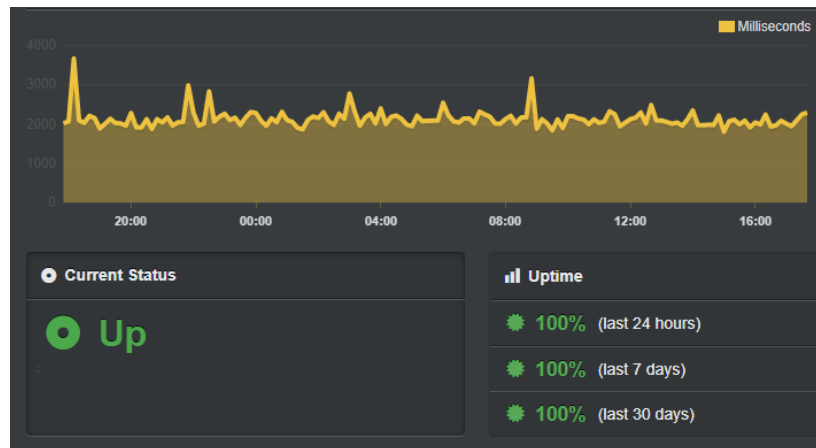 Milliseconds
4000
3000
2000
1000
0
20:00 00:00 04:00 08:00 12:00 16:00
Current Status
Up
Uptime
100% (last 24 hours)
100% (last 7 days)
100% (last 30 days)